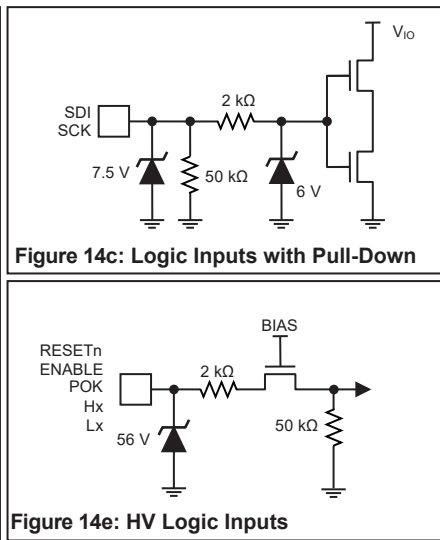 V_IO
SDI
SCK
2 kΩ
7.5 V
50 kΩ
6 V
Figure 14c: Logic Inputs with Pull-Down
BIAS
RESETn
ENABLE
POK
Hx
Lx
2 kΩ
56 V
50 kΩ
Figure 14e: HV Logic Inputs